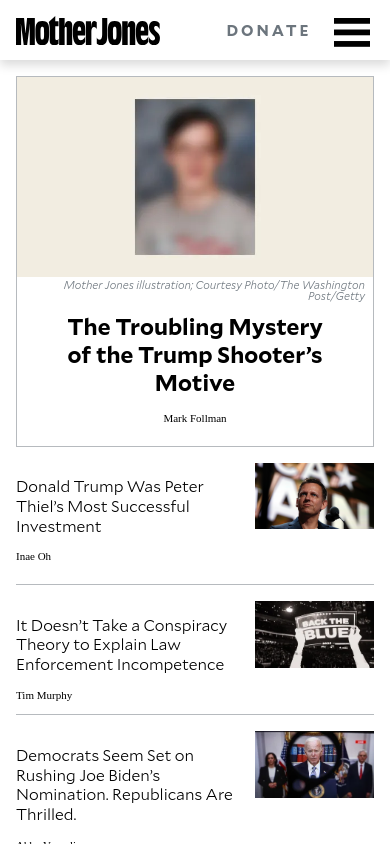 Mother Jones
DONATE
Mother Jones illustration; Courtesy Photo/The Washington
Post/Getty
The Troubling Mystery
of the Trump Shooter’s
Motive
Mark Follman
Donald Trump Was Peter
Thiel’s Most Successful
Investment
Inae Oh
It Doesn’t Take a Conspiracy
Theory to Explain Law
Enforcement Incompetence
Tim Murphy
BACK THE
BLUE
Democrats Seem Set on
Rushing Joe Biden’s
Nomination. Republicans Are
Thrilled.